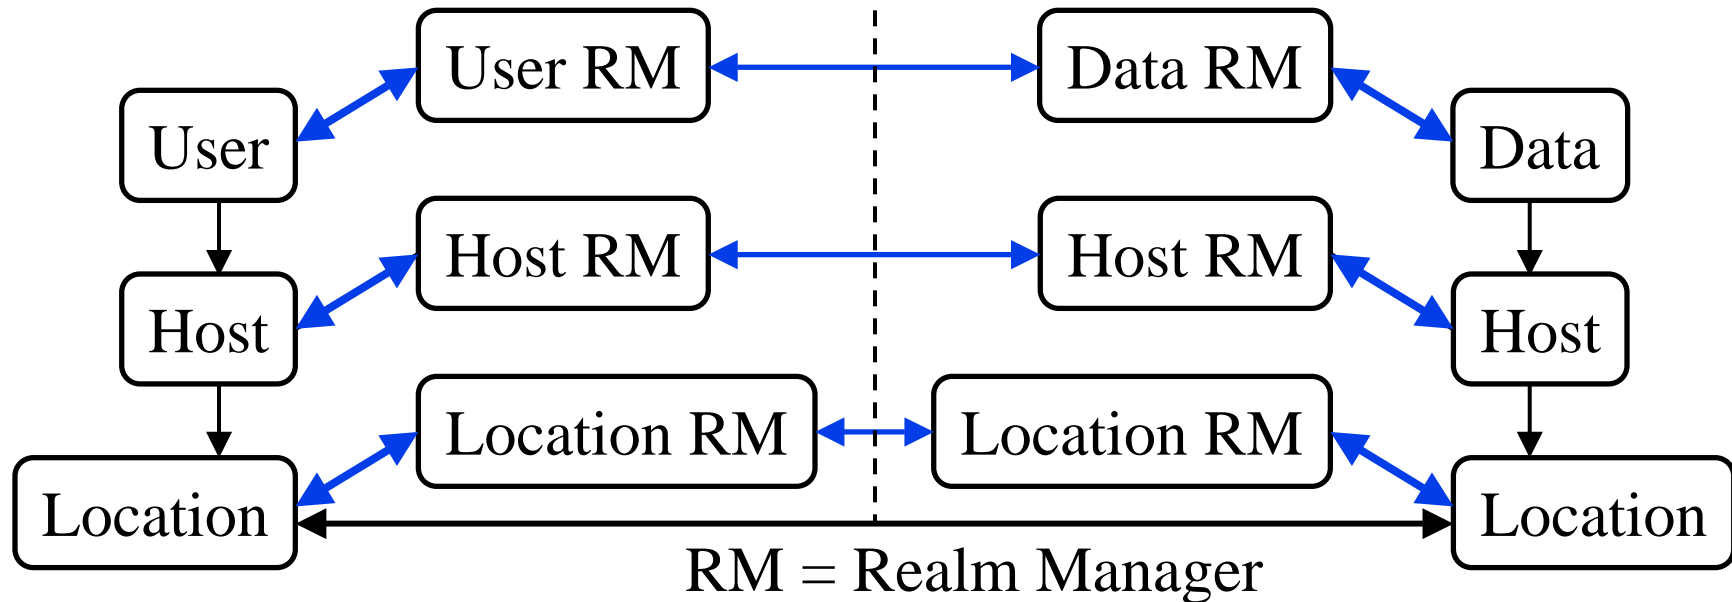 User RM
Data RM
User
Data
Host RM
Host RM
Host
Host
Location RM
Location RM
Location
Location
RM = Realm Manager